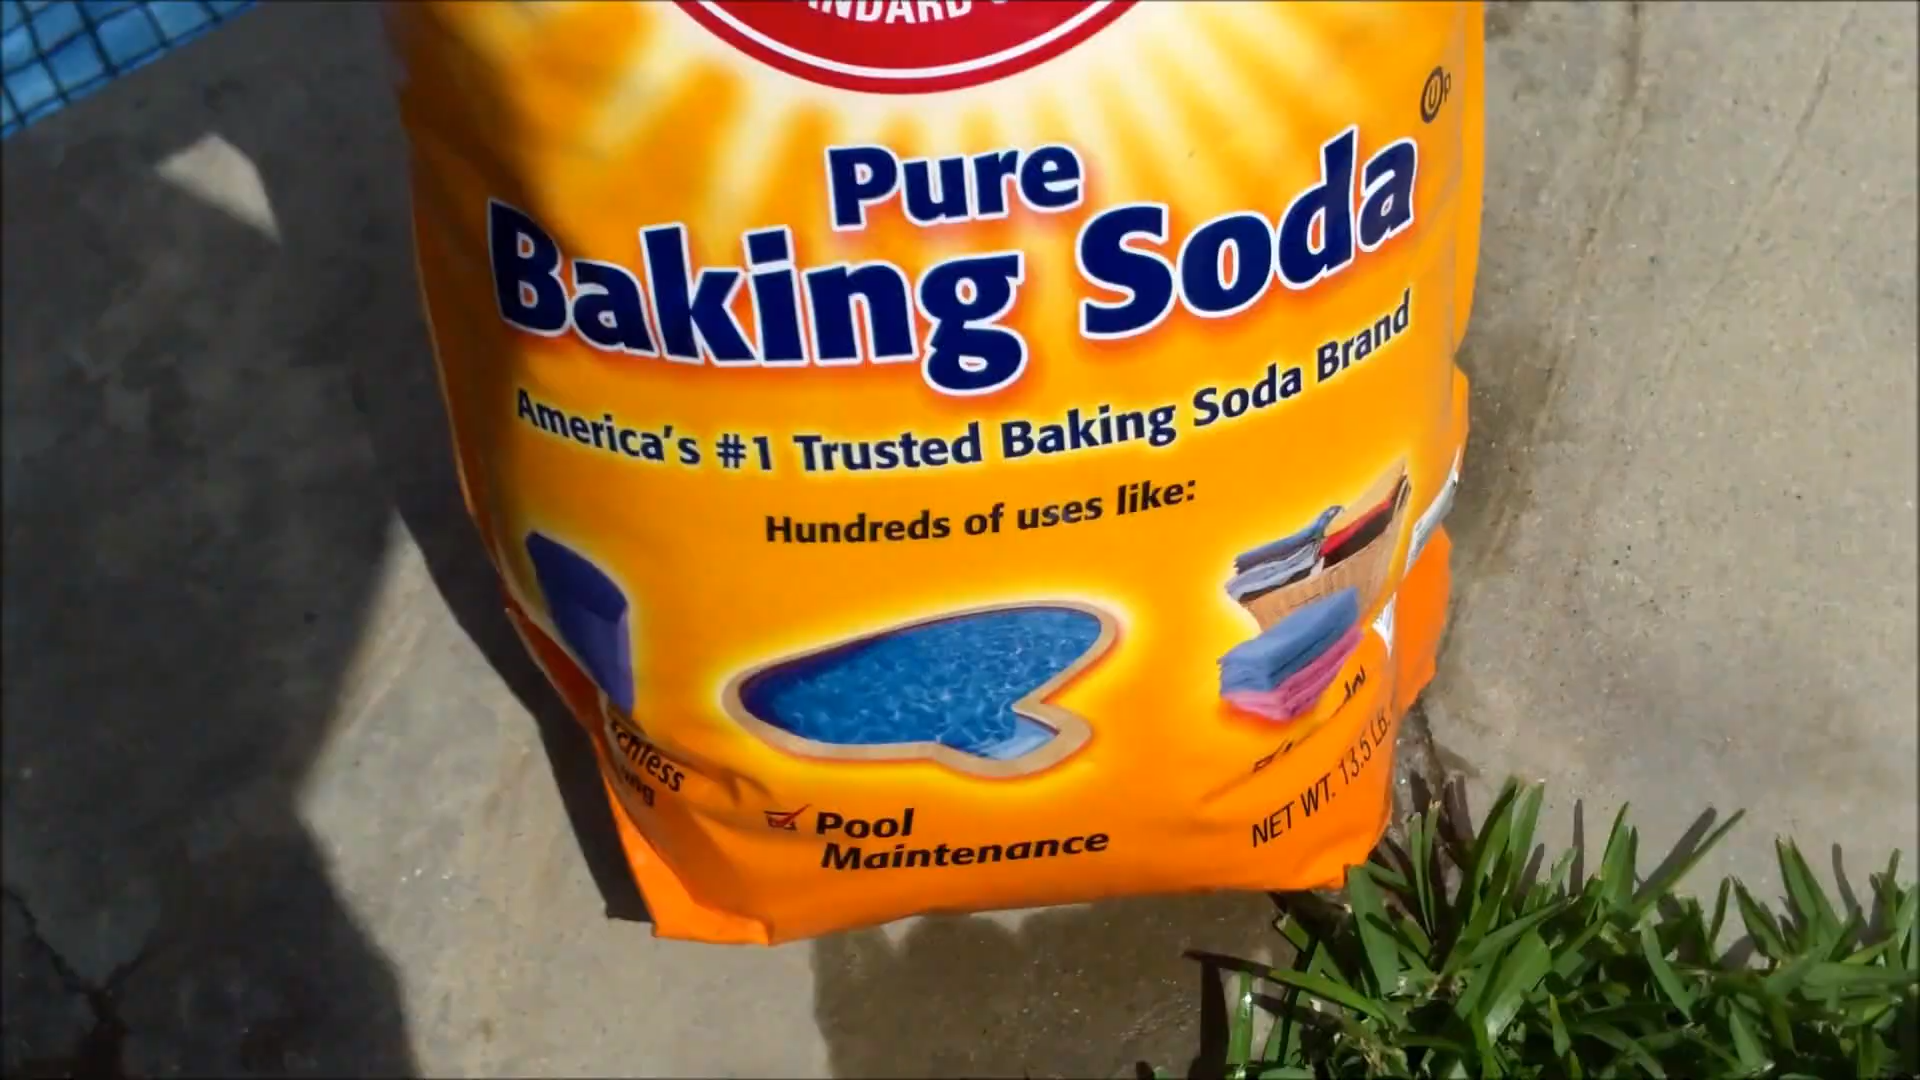 Pure
Baking Soda
America's #1 Trusted Baking Soda Brand
Hundreds of uses like:
Pool
Maintenance
NET WT. 13.5 LB.